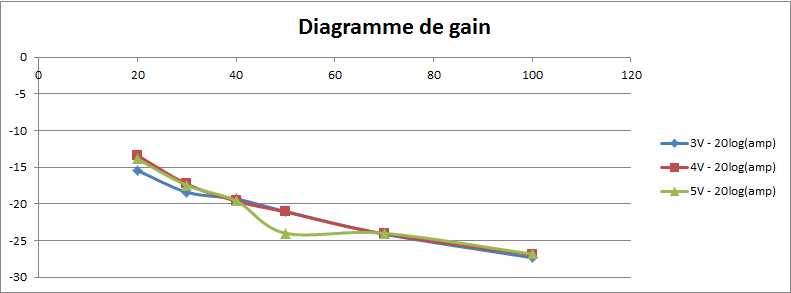 Diagramme de gain
0
0 20 40 60 80 100 120
-5
-10
-15
-20
-25
-30
3V - 20log(amp)
4V - 20log(amp)
5V - 20log(amp)